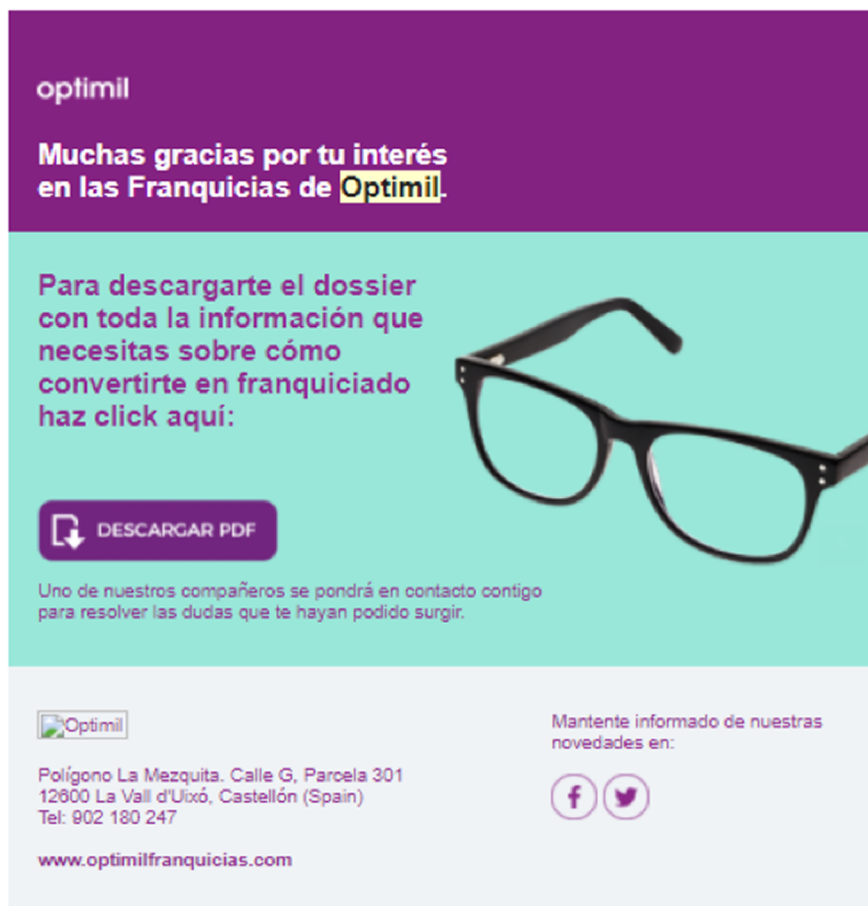 optimil
Muchas gracias por tu interés
en las Franquicias de Optimil.
Para descargarte el dossier
con toda la información que
necesitas sobre cómo
convertirte en franquiciado
haz click aquí:
DESCARGAR PDF
Uno de nuestros compañeros se pondrá en contacto contigo
para resolver las dudas que te hayan podido surgir.
Optimil
Polígono La Mezquita. Calle G, Parcela 301
12600 La Vall d'Uixó, Castellón (Spain)
Tel: 902 180 247
www.optimilfranquicias.com
Mantente informado de nuestras
novedades en: